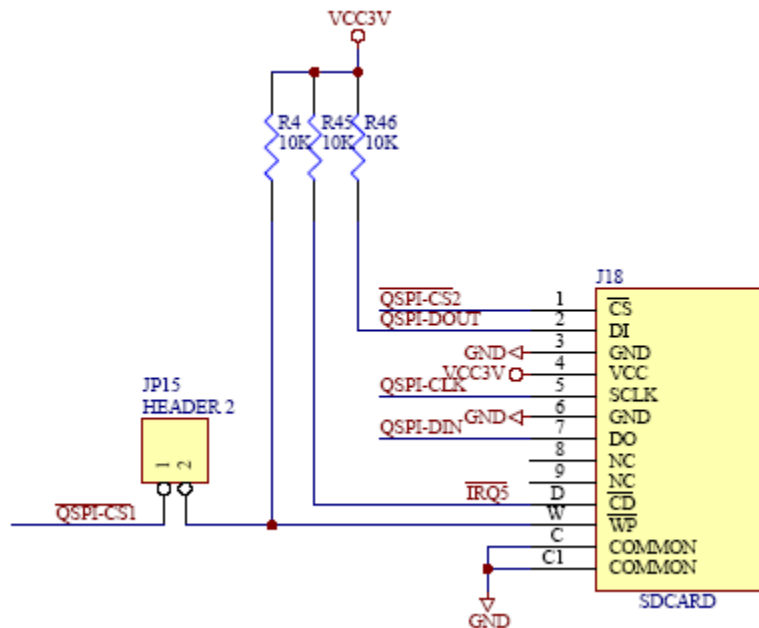 VCC3V
R4 R45 R46
10K 10K 10K
J18
QSPI-CS2 1 CS
QSPI-DOUT 2 DI
GND 3 GND
VCC3V 4 VCC
QSPI-CLK 5 SCLK
GND 6 GND
QSPI-DIN 7 DO
8 NC
9 NC
IRQ5 D CD
W WP
C COMMON
C1 COMMON
SDCARD
GND
JP15
HEADER 2
1 2
QSPI-CS1